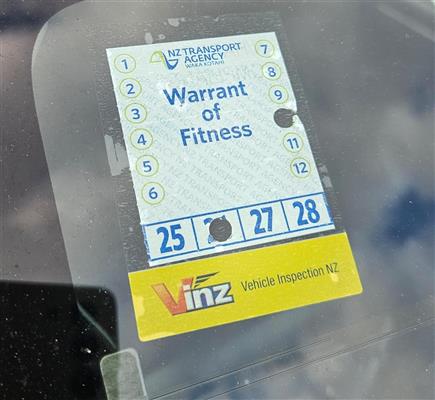 NZ TRANSPORT
AGENCY
WAKA KOTAHI
1
2
3
4
5
6
7
8
9
11
12
Warrant
of
Fitness
25 27 28
Vinz Vehicle Inspection NZ